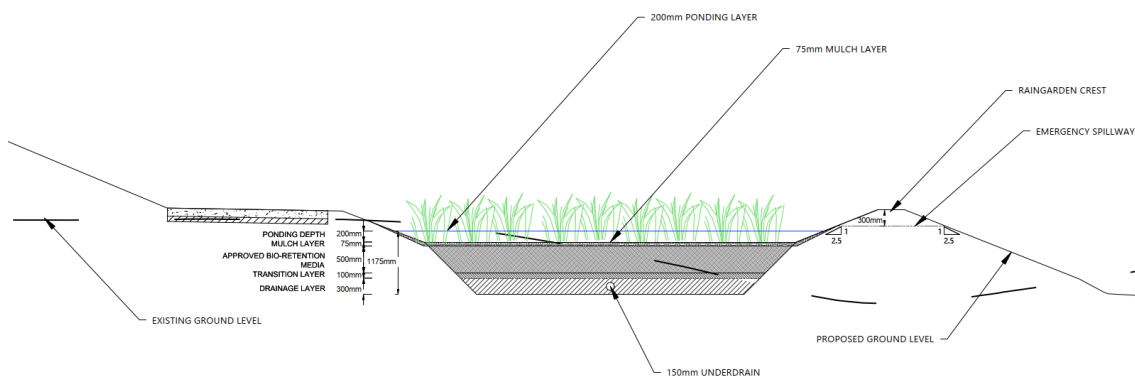 200mm PONDING LAYER
75mm MULCH LAYER
RAINGARDEN CREST
EMERGENCY SPILLWAY
300mm
PONDING DEPTH 200mm
MULCH LAYER 75mm
APPROVED BIO-RETENTION
MEDIA
500mm
1175mm
TRANSITION LAYER 100mm
DRAINAGE LAYER 300mm
1
2.5
1
2.5
EXISTING GROUND LEVEL
PROPOSED GROUND LEVEL
150mm UNDERDRAIN